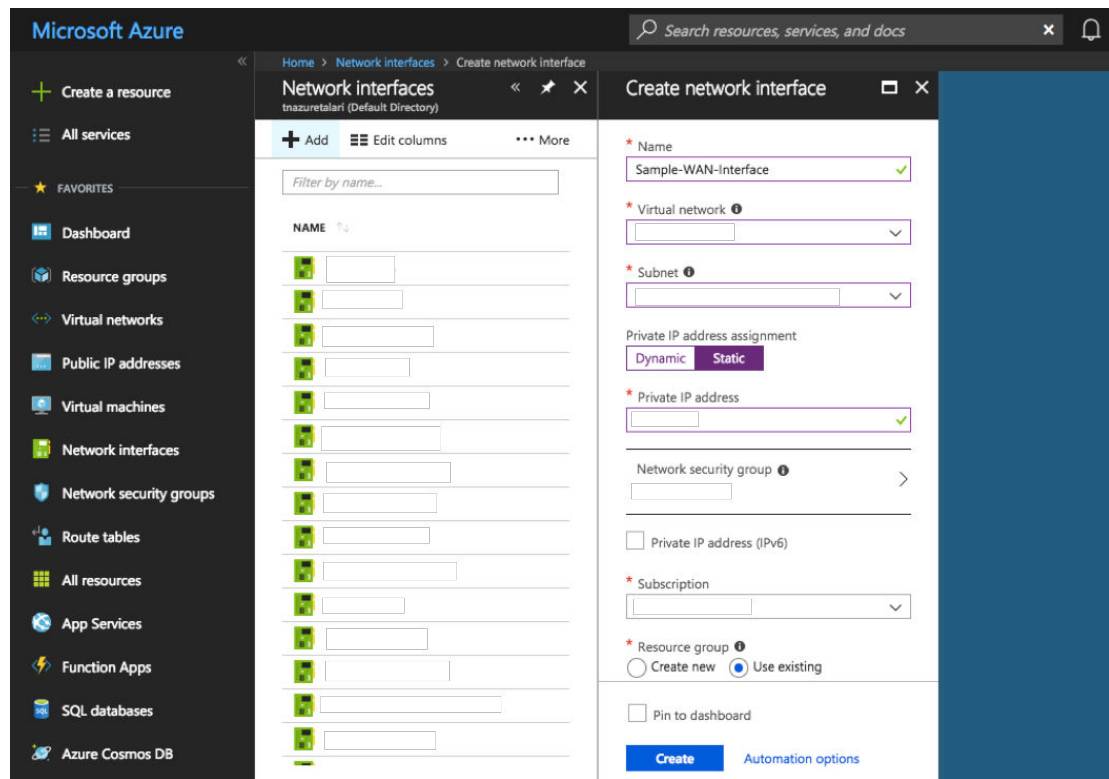 Microsoft Azure
Search resources, services, and docs
Create a resource
All services
FAVORITES
Dashboard
Resource groups
Virtual networks
Public IP addresses
Virtual machines
Network interfaces
Network security groups
Route tables
All resources
App Services
Function Apps
SQL databases
Azure Cosmos DB
Home > Network interfaces > Create network interface
Network interfaces
tnazuretalari (Default Directory)
Add Edit columns ••• More
Filter by name...
NAME
Create network interface
* Name
Sample-WAN-Interface
* Virtual network
* Subnet
Private IP address assignment
Dynamic Static
* Private IP address
Network security group
Private IP address (IPv6)
* Subscription
* Resource group
Create new Use existing
Pin to dashboard
Create Automation options